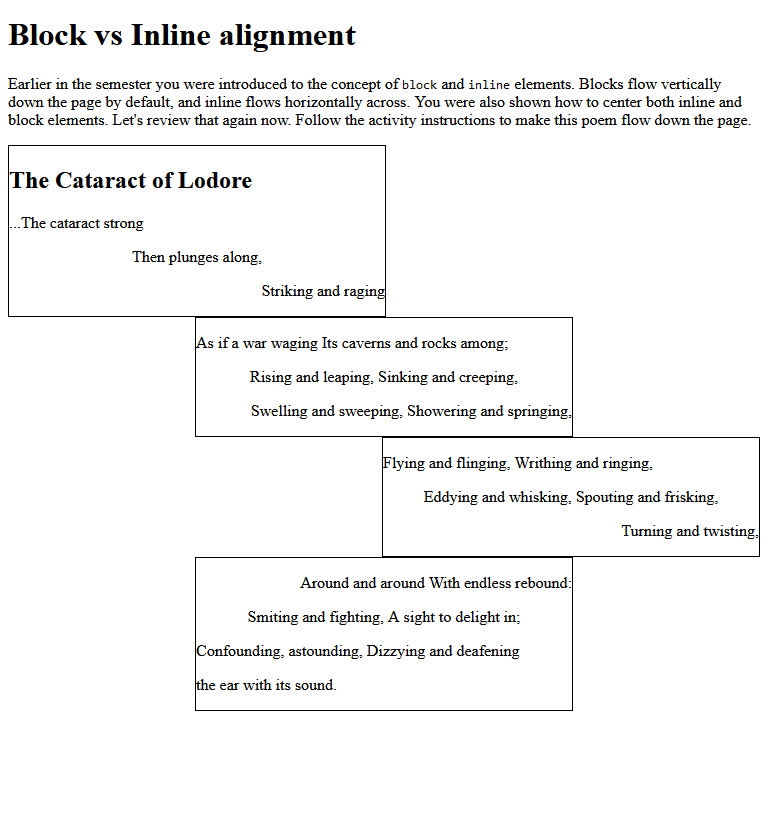 Block vs Inline alignment
Earlier in the semester you were introduced to the concept of block and inline elements. Blocks flow vertically
down the page by default, and inline flows horizontally across. You were also shown how to center both inline and
block elements. Let's review that again now. Follow the activity instructions to make this poem flow down the page.
The Cataract of Lodore
...The cataract strong
Then plunges along,
Striking and raging
As if a war waging Its caverns and rocks among;
Rising and leaping, Sinking and creeping,
Swelling and sweeping, Showering and springing,
Flying and flinging, Writhing and ringing,
Eddying and whisking, Spouting and frisking,
Turning and twisting,
Around and around With endless rebound:
Smiting and fighting, A sight to delight in;
Confounding, astounding, Dizzying and deafening
the ear with its sound.